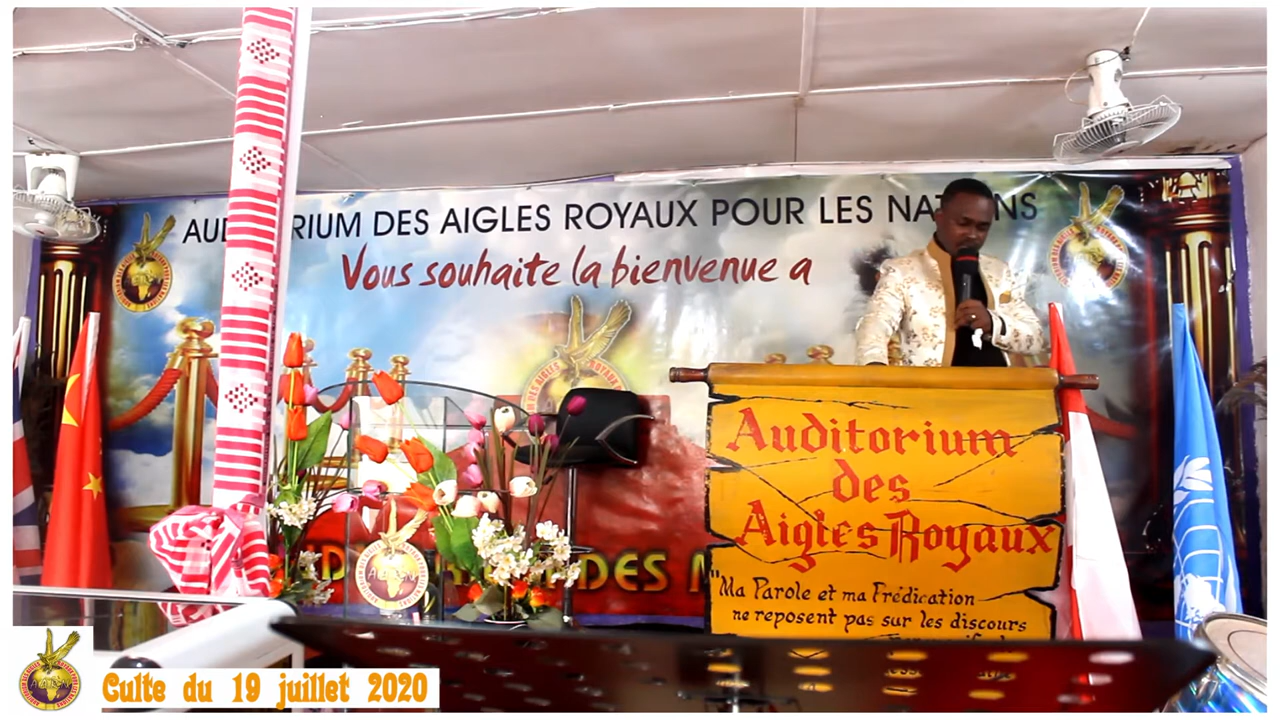 AUDITORIUM DES AIGLES ROYAUX POUR LES NATIONS
Vous souhaite la bienvenue a
Auditorium
des
Aigles Royaux
"Ma Parole et ma Prédication
ne reposent pas sur les discours
DES
Culte du 19 juillet 2020